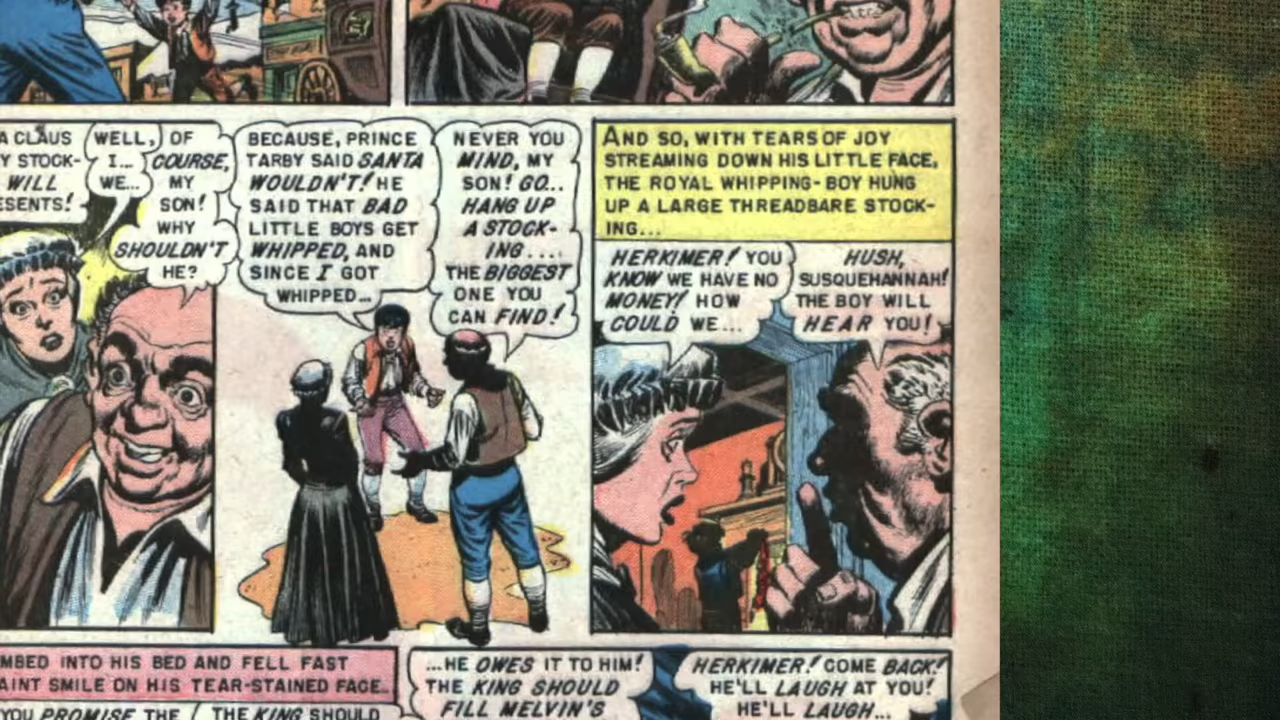 A CLAUS
Y STOCK-
WILL
ESENTS!
WELL,
I...
WE...
OF
COURSE,
MY
SON!
WHY
SHOULDN'T
HE?
BECAUSE, PRINCE
TARBY SAID SANTA
WOULDN'T! HE
SAID THAT BAD
LITTLE BOYS GET
WHIPPED, AND
SINCE I GOT
WHIPPED...
NEVER YOU
MIND, MY
SON! GO...
HANG UP
A STOCK-
ING....
THE BIGGEST
ONE YOU
CAN FIND!
AND SO, WITH TEARS OF JOY
STREAMING DOWN HIS LITTLE FACE,
THE ROYAL WHIPPING-BOY HUNG
UP A LARGE THREADBARE STOCK-
ING...
HERKIMER! YOU
KNOW WE HAVE NO
MONEY! HOW
COULD WE...
HUSH,
SUSQUEHANNAH!
THE BOY WILL
HEAR YOU!
MBED INTO HIS BED AND FELL FAST
AINT SMILE ON HIS TEAR-STAINED FACE.
YOU PROMISE THE
THE KING SHOULD
...HE OWES IT TO HIM!
THE KING SHOULD
FILL MELVIN'S
HERKIMER! COME BACK!
HE'LL LAUGH AT YOU!
HE'LL LAUGH...